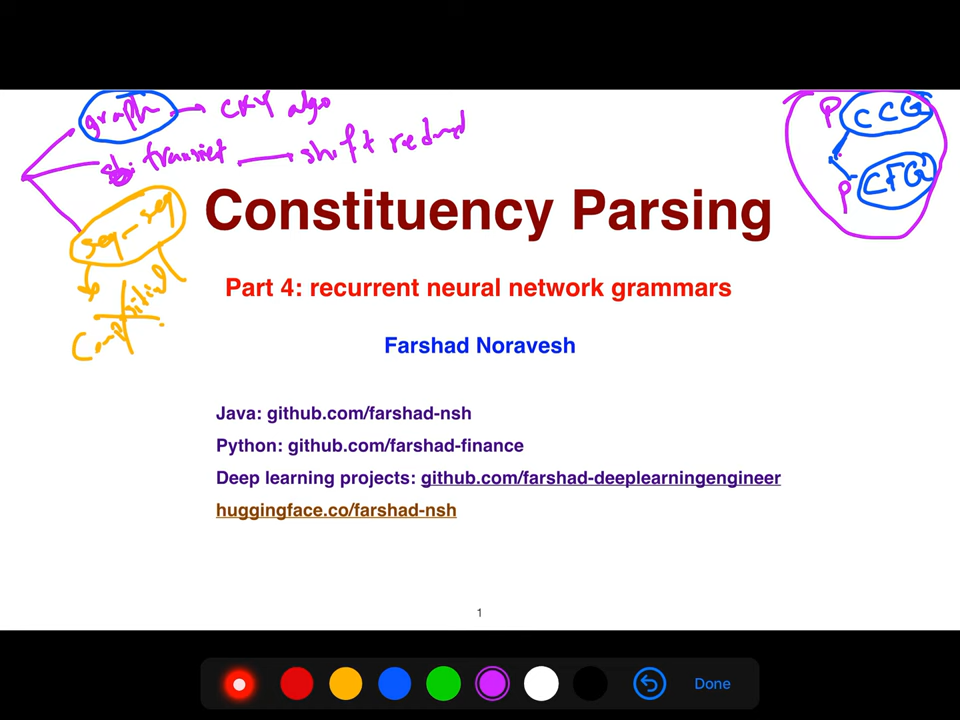 graph → CKY algo
transit — shift reduc
seq-seq
P CCG
P CFG
Constituency Parsing
Part 4: recurrent neural network grammars
Farshad Noravesh
Java: github.com/farshad-nsh
Python: github.com/farshad-finance
Deep learning projects: github.com/farshad-deeplearningengineer
huggingface.co/farshad-nsh
1
Done